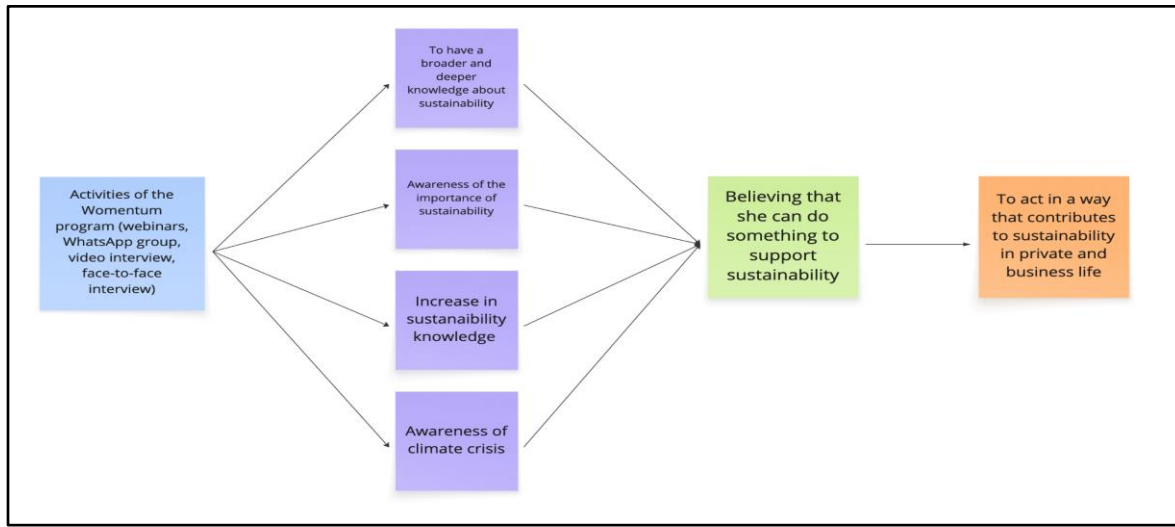 Activities of the
Womentum
program (webinars,
WhatsApp group,
video interview,
face-to-face
interview)
To have a
broader and
deeper
knowledge about
sustainability
Awareness of the
importance of
sustainability
Increase in
sustanaibility
knowledge
Awareness of
climate crisis
Believing that
she can do
something to
support
sustainability
To act in a way
that contributes
to sustainability
in private and
business life